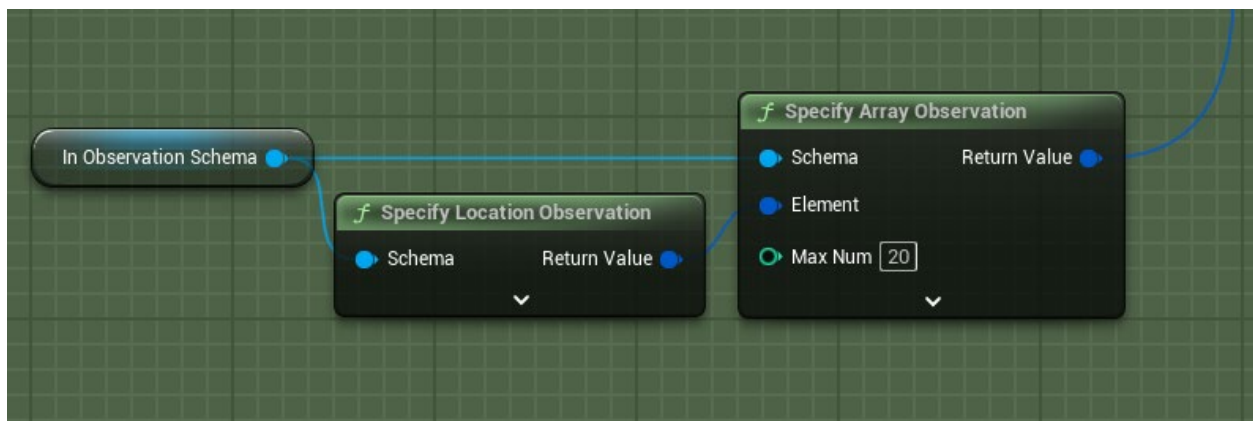 In Observation Schema
f Specify Location Observation
Schema Return Value
f Specify Array Observation
Schema Return Value
Element
Max Num 20